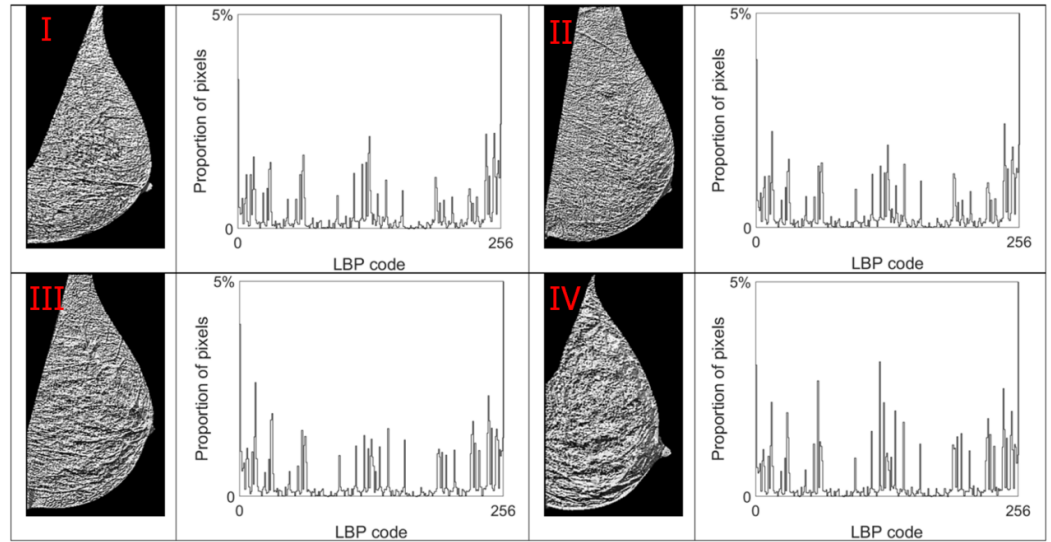 I
5%
Proportion of pixels
0
0
256
LBP code
II
5%
Proportion of pixels
0
0
256
LBP code
III
5%
Proportion of pixels
0
0
256
LBP code
IV
5%
Proportion of pixels
0
0
256
LBP code